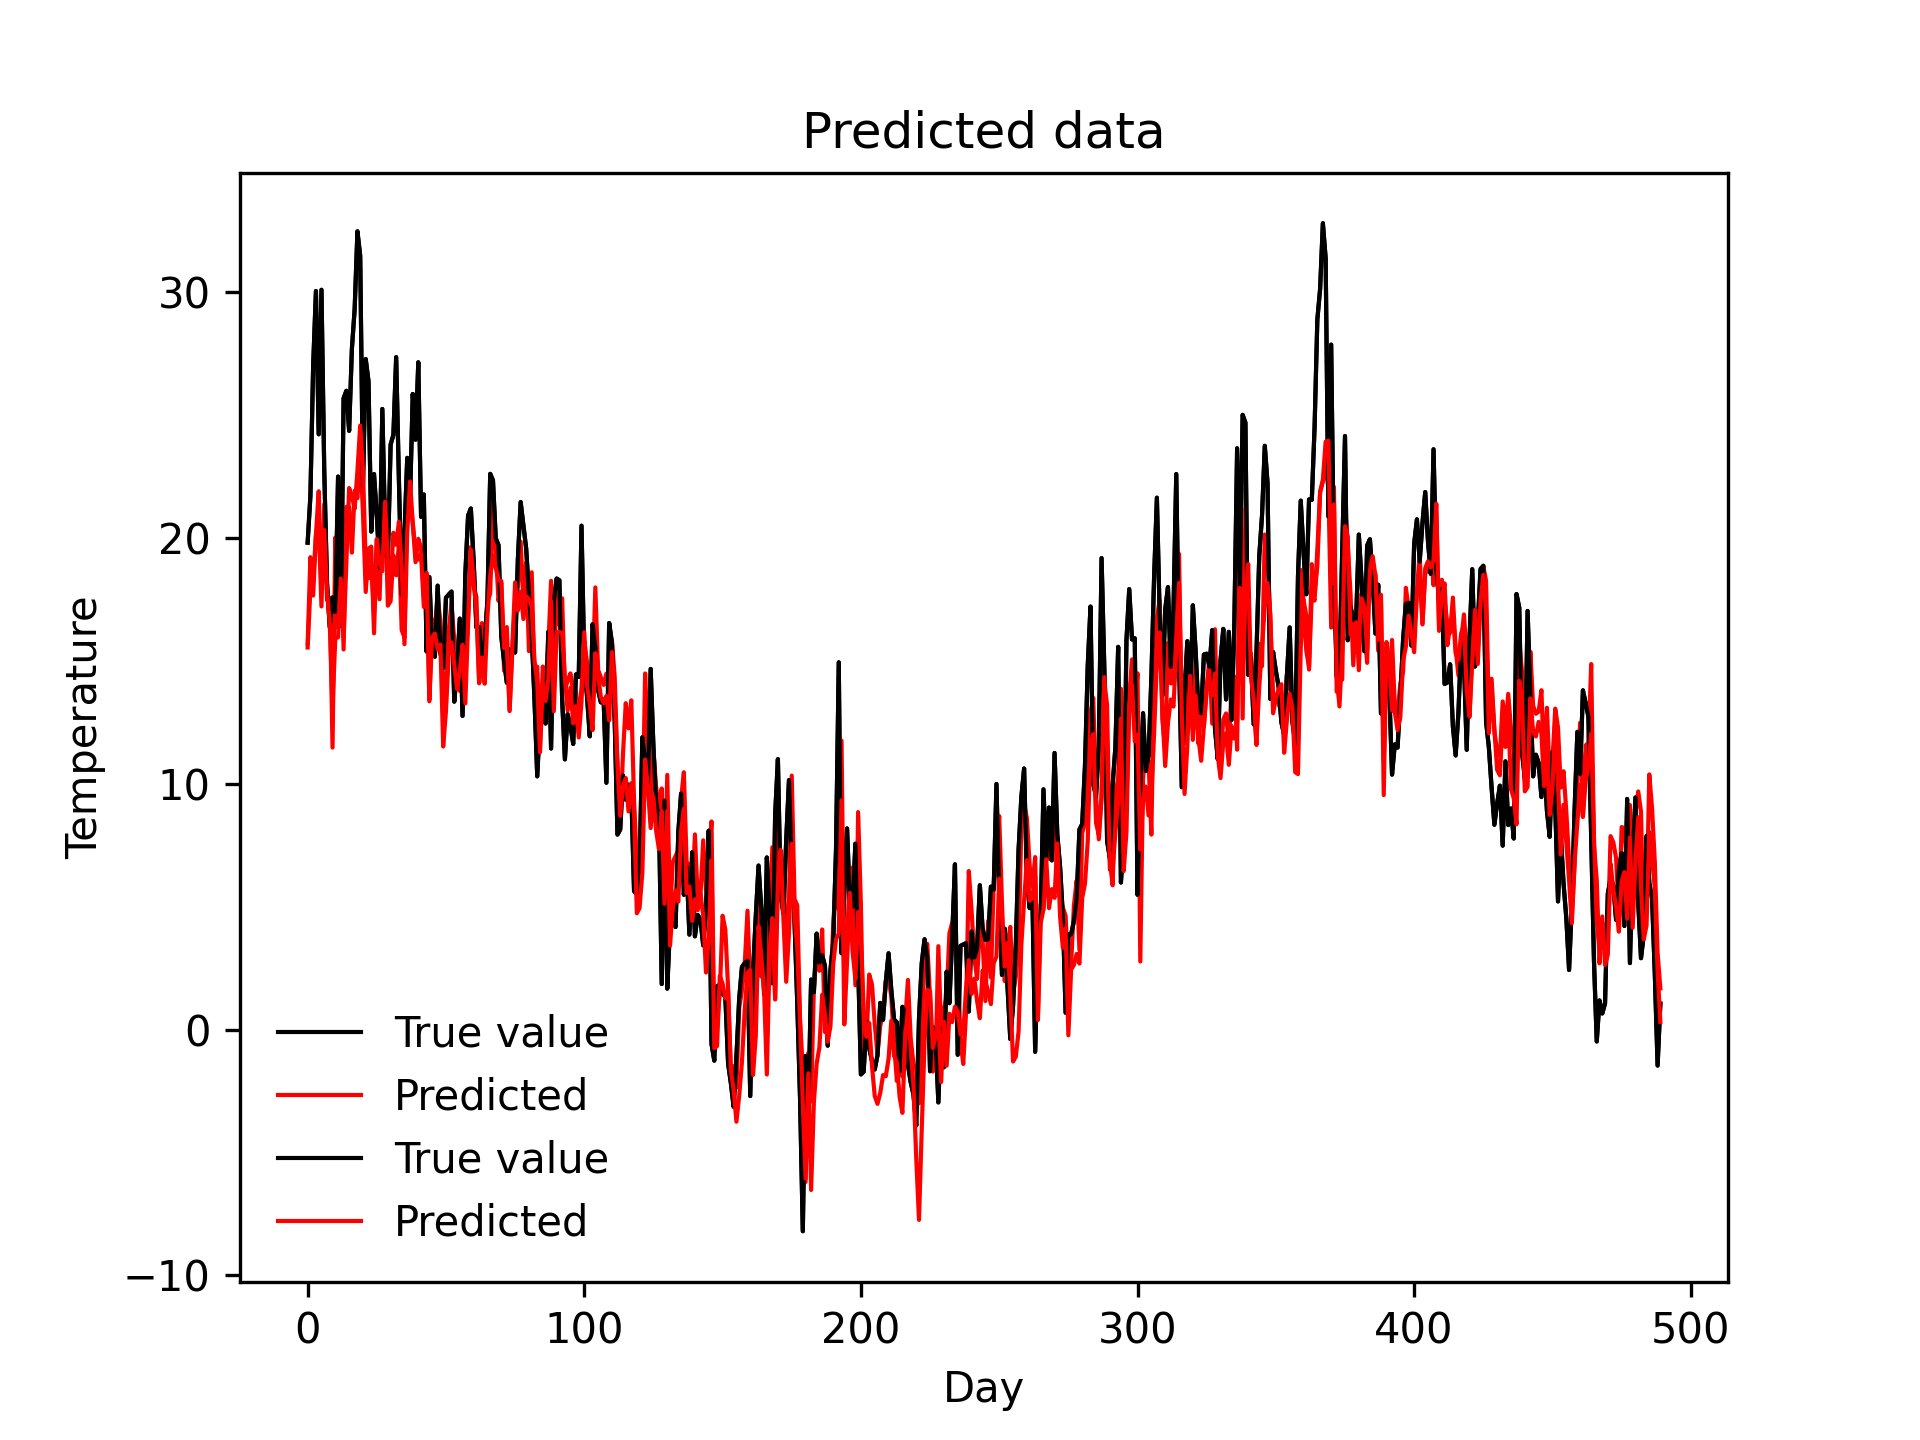 Predicted data
Temperature
30
20
10
0
−10
True value
Predicted
True value
Predicted
0 100 200 300 400 500
Day